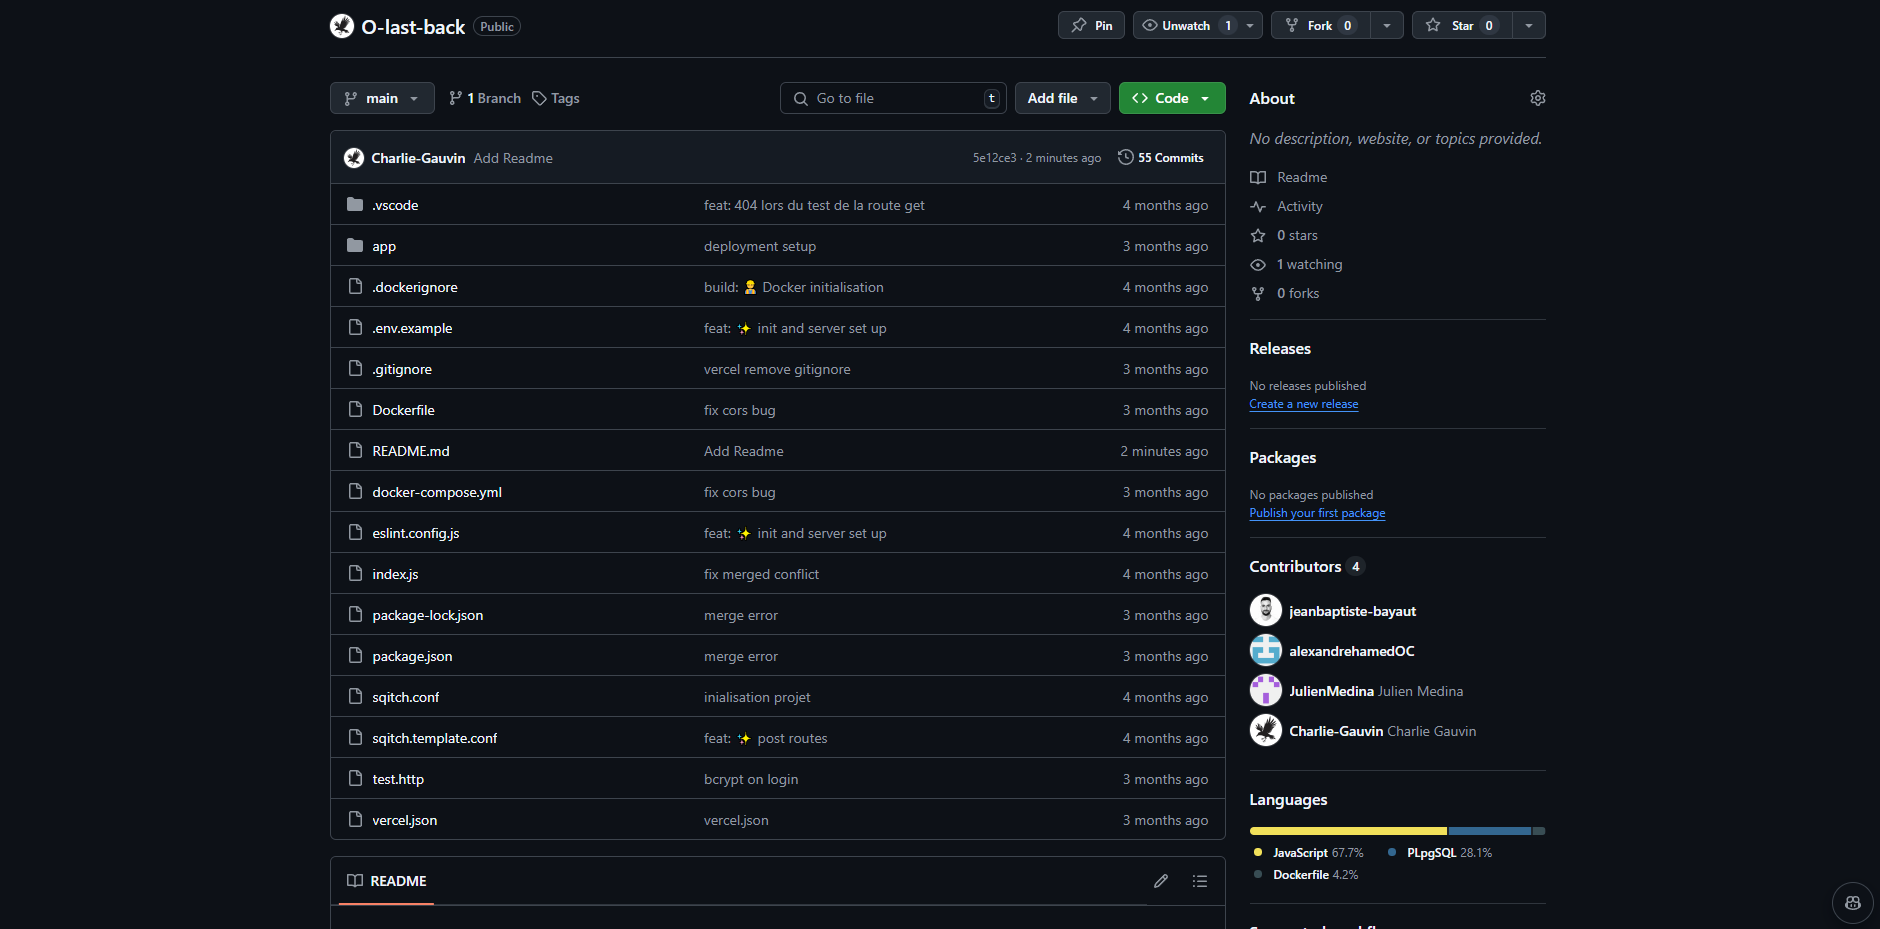 O-last-back Public Pin Unwatch 1 Fork 0 Star 0
main 1 Branch Tags Go to file t Add file Code
Charlie-Gauvin Add Readme 5e12ce3 · 2 minutes ago 55 Commits
.vscode feat: 404 lors du test de la route get 4 months ago
app deployment setup 3 months ago
.dockerignore build: 👷 Docker initialisation 4 months ago
.env.example feat: ✨ init and server set up 4 months ago
.gitignore vercel remove gitignore 3 months ago
Dockerfile fix cors bug 3 months ago
README.md Add Readme 2 minutes ago
docker-compose.yml fix cors bug 3 months ago
eslint.config.js feat: ✨ init and server set up 4 months ago
index.js fix merged conflict 4 months ago
package-lock.json merge error 3 months ago
package.json merge error 3 months ago
sqitch.conf inialisation projet 4 months ago
sqitch.template.conf feat: ✨ post routes 4 months ago
test.http bcrypt on login 3 months ago
vercel.json vercel.json 3 months ago
README
About
No description, website, or topics provided.
Readme
Activity
0 stars
1 watching
0 forks
Releases
No releases published
Create a new release
Packages
No packages published
Publish your first package
Contributors 4
jeanbaptiste-bayaut
alexandrehamedOC
JulienMedina Julien Medina
Charlie-Gauvin Charlie Gauvin
Languages
JavaScript 67.7% PLpgSQL 28.1%
Dockerfile 4.2%